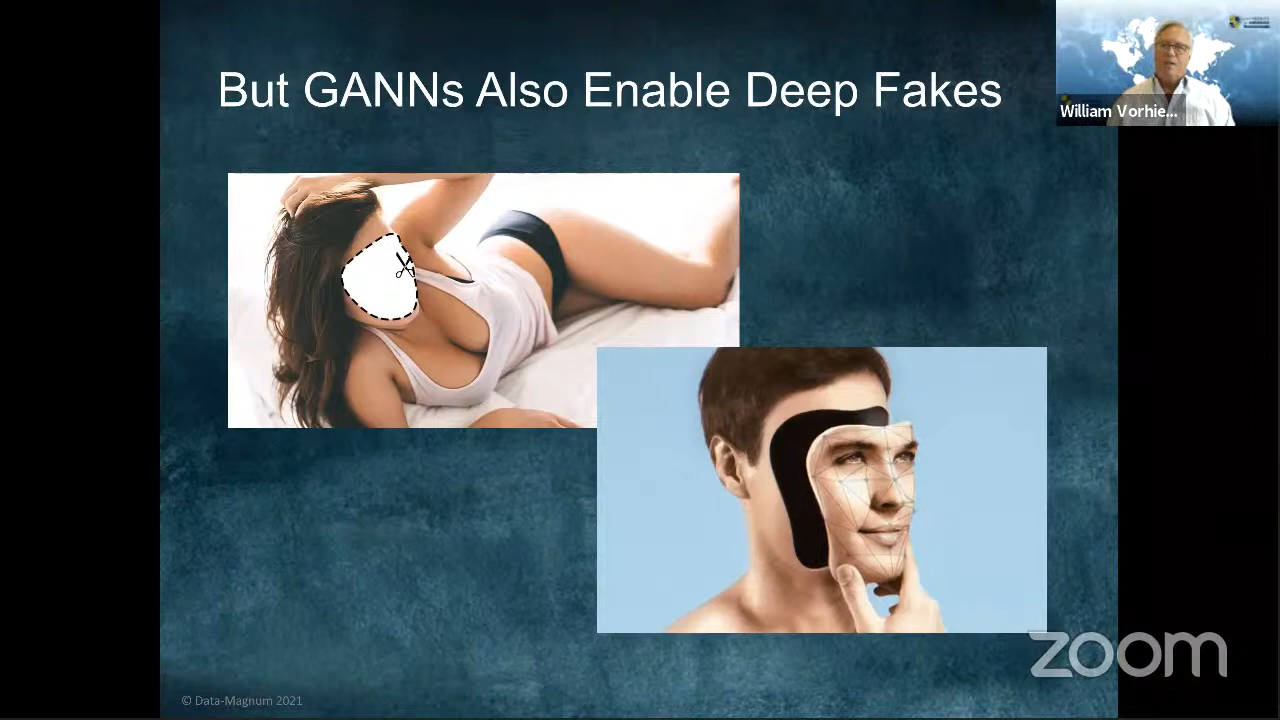 But GANNs Also Enable Deep Fakes
William Vorhie...
zoom
© Data-Magnum 2021